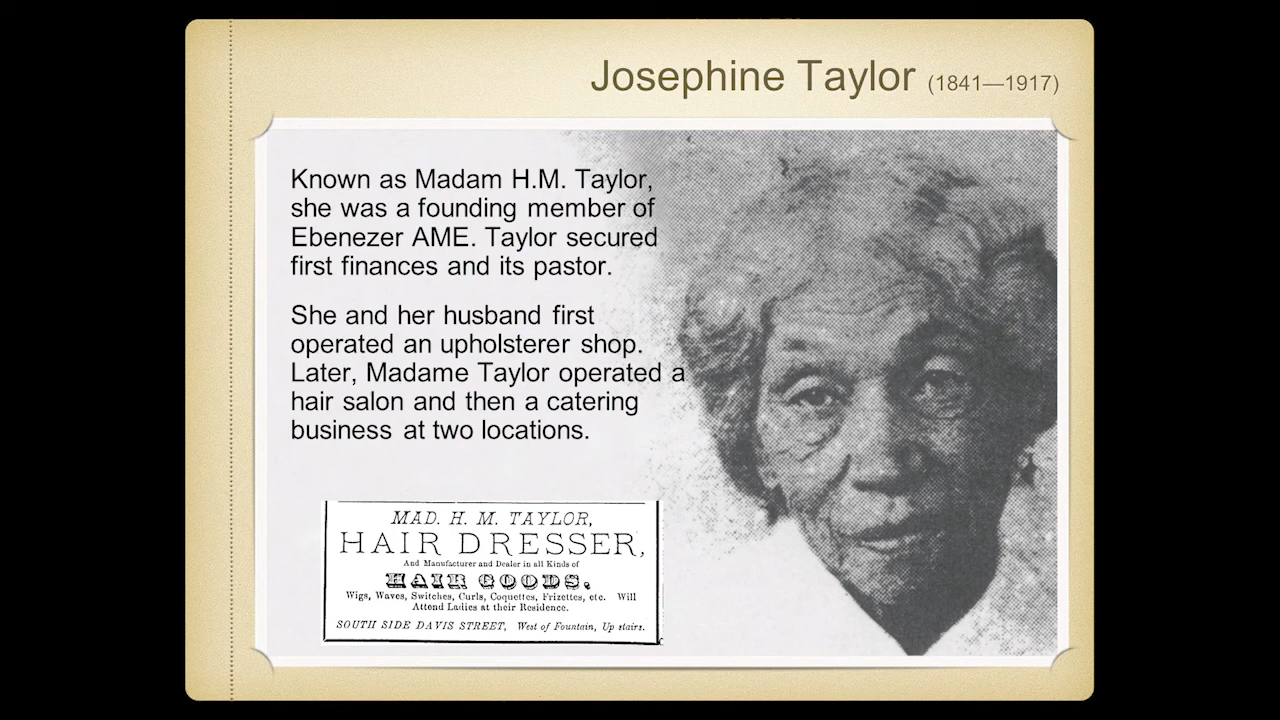 Josephine Taylor (1841—1917)
Known as Madam H.M. Taylor,
she was a founding member of
Ebenezer AME. Taylor secured
first finances and its pastor.
She and her husband first
operated an upholsterer shop.
Later, Madame Taylor operated a
hair salon and then a catering
business at two locations.
MAD. H. M. TAYLOR,
HAIR DRESSER,
And Manufacturer and Dealer in all Kinds of
HAIR GOODS.
Wigs, Waves, Switches, Curls, Coquettes, Frizettes, etc. Will
Attend Ladies at their Residence.
SOUTH SIDE DAVIS STREET, West of Fountain, Up stairs.